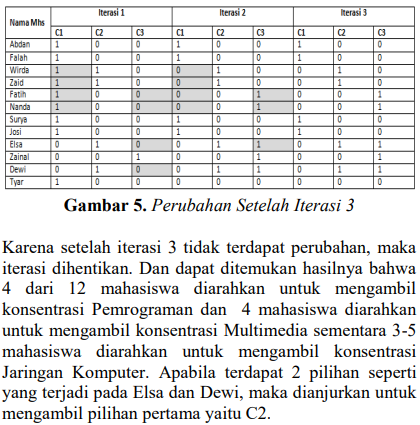 Nama Mhs Iterasi 1 Iterasi 2 Iterasi 3
C1 C2 C3 C1 C2 C3 C1 C2 C3
Abdan 1 0 0 1 0 0 1 0 0
Falah 1 0 0 1 0 0 1 0 0
Wirda 1 1 0 0 1 0 0 1 0
Zaid 1 1 0 0 1 0 0 1 0
Fatih 1 0 0 0 0 1 0 0 1
Nanda 1 0 0 0 0 1 0 0 1
Surya 1 0 0 1 0 0 1 0 0
Josi 1 0 0 1 0 0 1 0 0
Elsa 0 1 0 0 1 1 0 1 1
Zainal 0 0 1 0 0 1 0 0 1
Dewi 0 1 0 0 1 1 0 1 1
Tyar 1 0 0 0 0 0 0 0 0
Gambar 5. Perubahan Setelah Iterasi 3
Karena setelah iterasi 3 tidak terdapat perubahan, maka
iterasi dihentikan. Dan dapat ditemukan hasilnya bahwa
4 dari 12 mahasiswa diarahkan untuk mengambil
konsentrasi Pemrograman dan 4 mahasiswa diarahkan
untuk mengambil konsentrasi Multimedia sementara 3-5
mahasiswa diarahkan untuk mengambil konsentrasi
Jaringan Komputer. Apabila terdapat 2 pilihan seperti
yang terjadi pada Elsa dan Dewi, maka dianjurkan untuk
mengambil pilihan pertama yaitu C2.